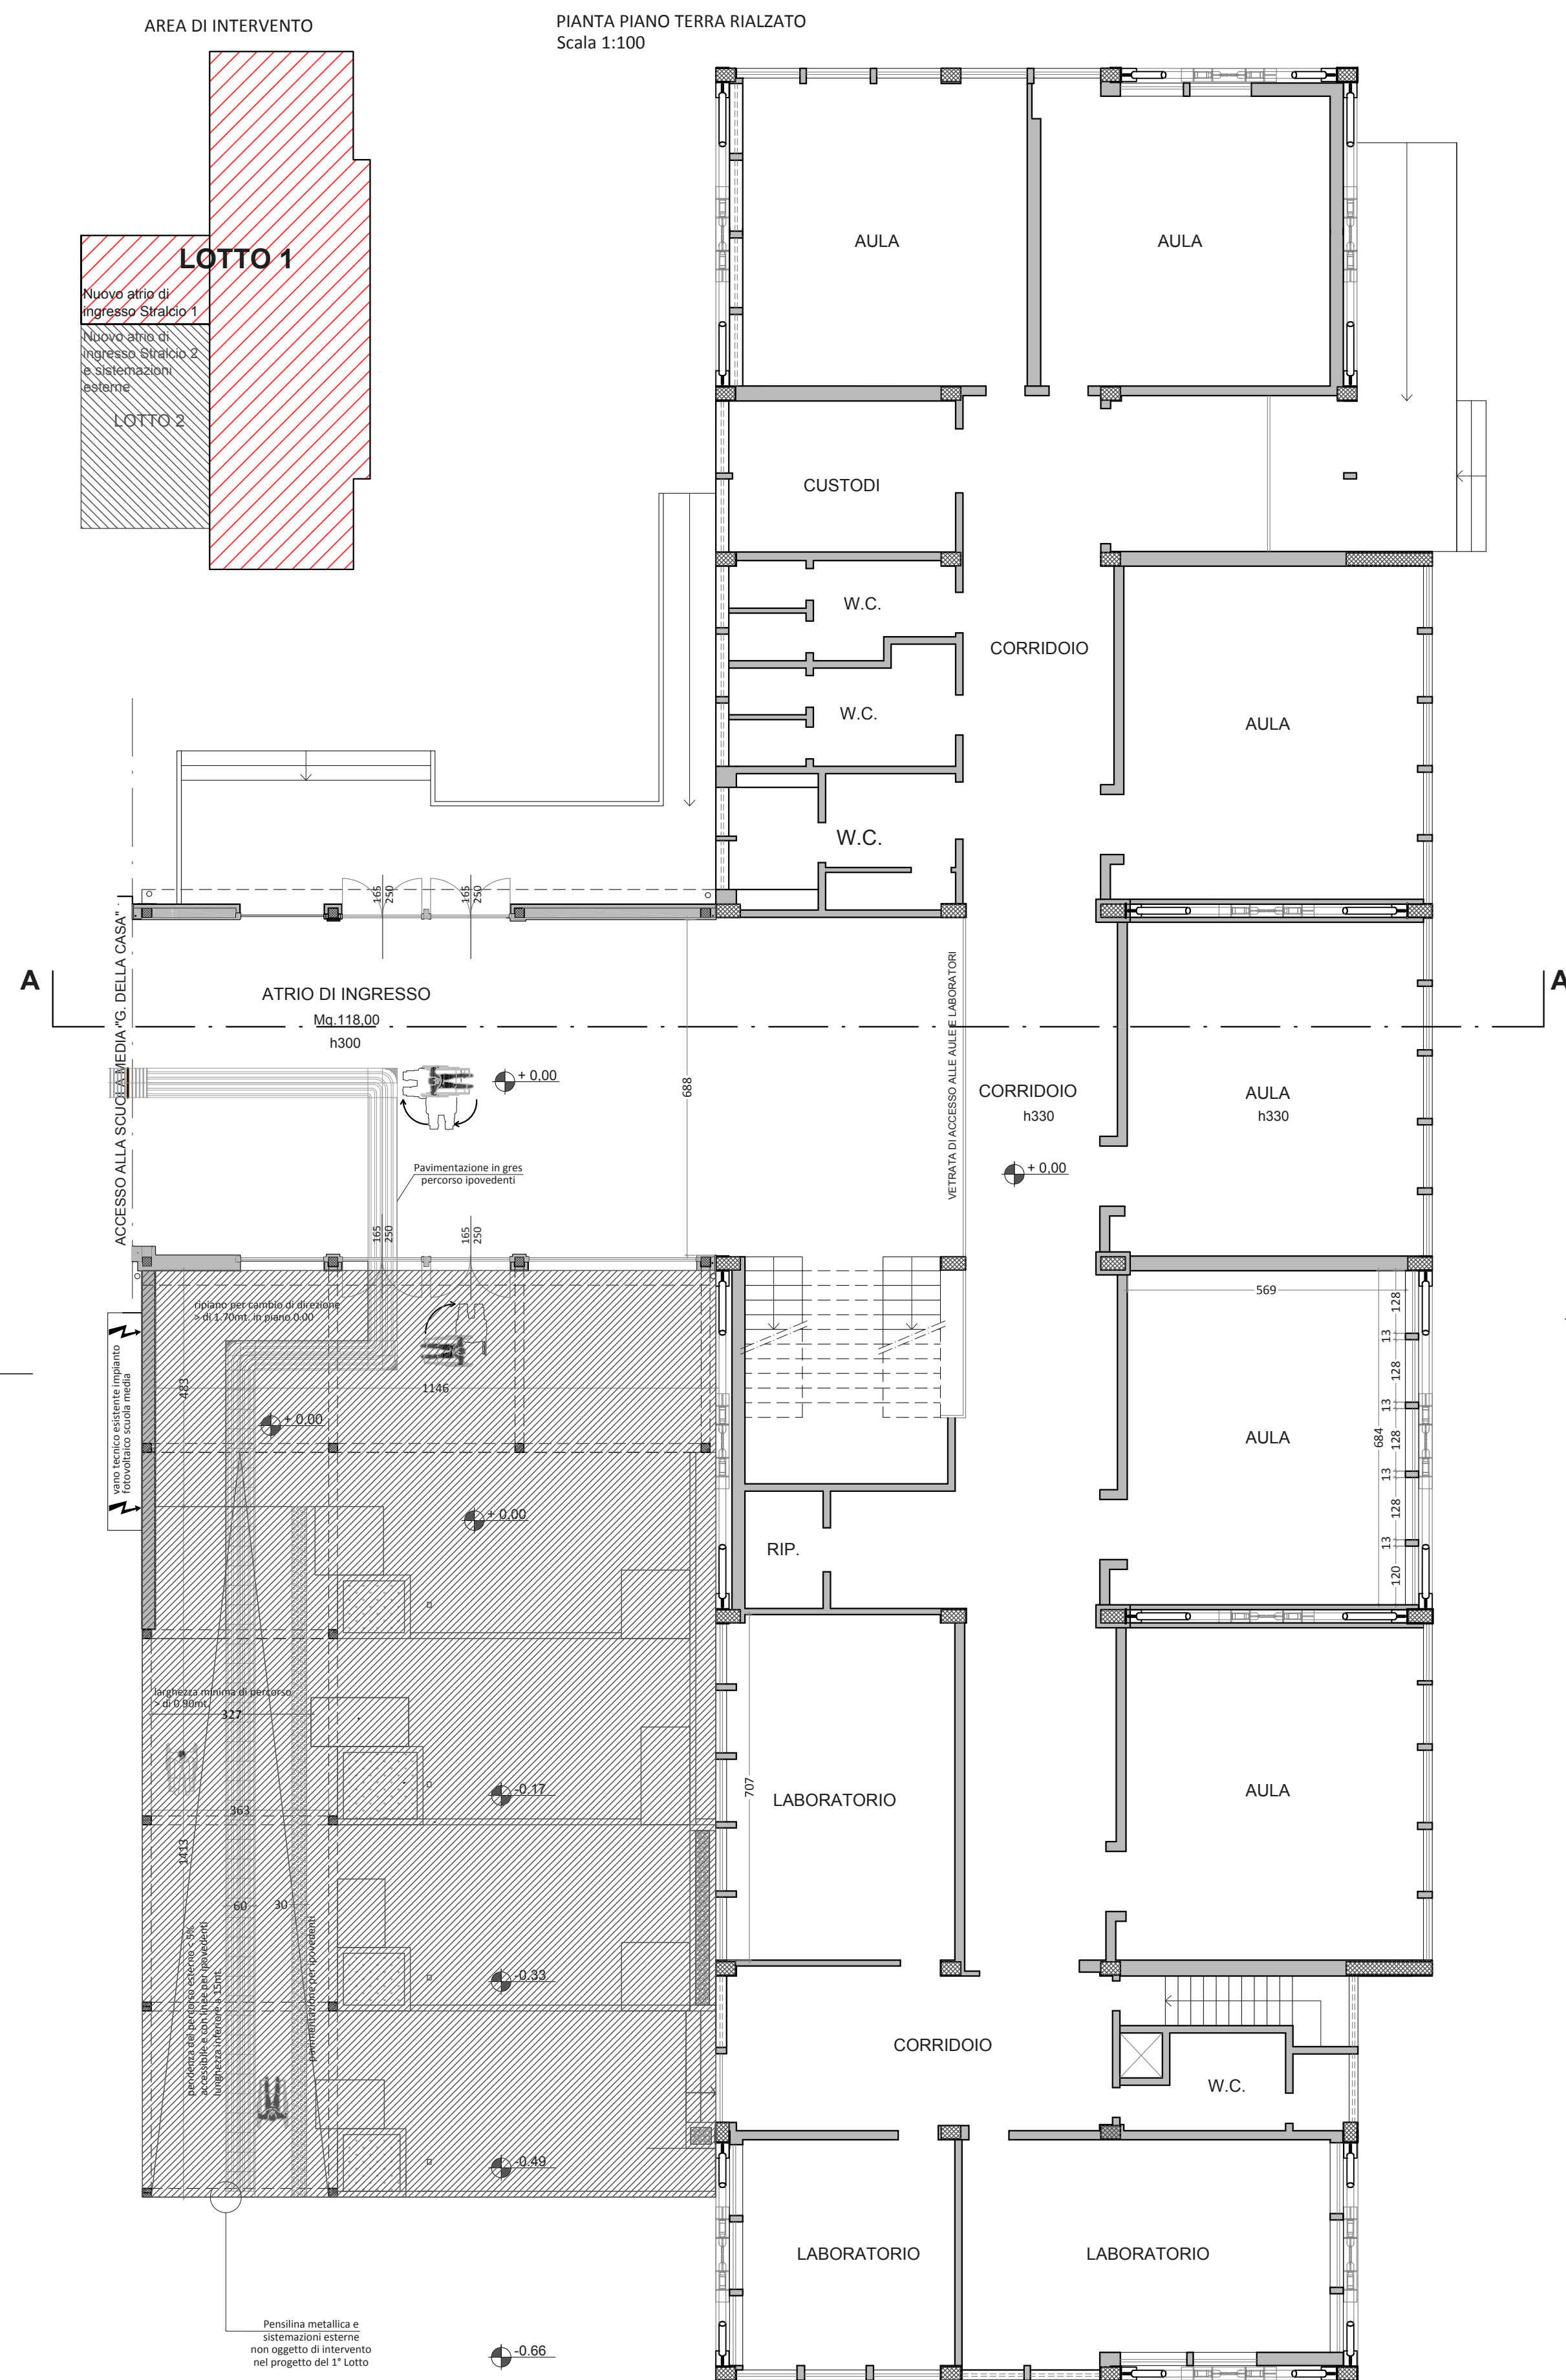 AREA DI INTERVENTO
PIANTA PIANO TERRA RIALZATO
Scala 1:100
LOTTO 1
Nuovo atrio di
ingresso Stralcio 1
Nuovo atrio di
ingresso Stralcio 2
e sistemazioni
esterne
LOTTO 2
AULA
AULA
CUSTODI
W.C.
CORRIDOIO
W.C.
AULA
W.C.
165
250
165
250
ACCESSO ALLA SCUOLA MEDIA "G. DELLA CASA"
A
A
ATRIO DI INGRESSO
Mq.118,00
h300
+ 0,00
688
VETRATA DI ACCESSO ALLE AULE E LABORATORI
CORRIDOIO
h330
+ 0,00
AULA
h330
Pavimentazione in gres
percorso ipovedenti
165
250
165
250
ripiano per cambio di direzione
> di 1.70mt. in piano 0.00
vano tecnico esistente impianto
fotovoltaico scuola media
483
1146
+ 0.00
+ 0.00
569
128
13
128
13
128
13
128
13
120
684
AULA
RIP.
larghezza minima di percorso
> di 0.90mt.
327
363
1413
60
30
-0.17
707
LABORATORIO
AULA
-0.33
pendenza del percorso esterno < 5%
accessibile e con linee per ipovedenti
lunghezza inferiore a 15mt.
pavimentazione per ipovedenti
CORRIDOIO
W.C.
-0.49
LABORATORIO
LABORATORIO
Pensilina metallica e
sistemazioni esterne
non oggetto di intervento
nel progetto del 1° Lotto
-0.66